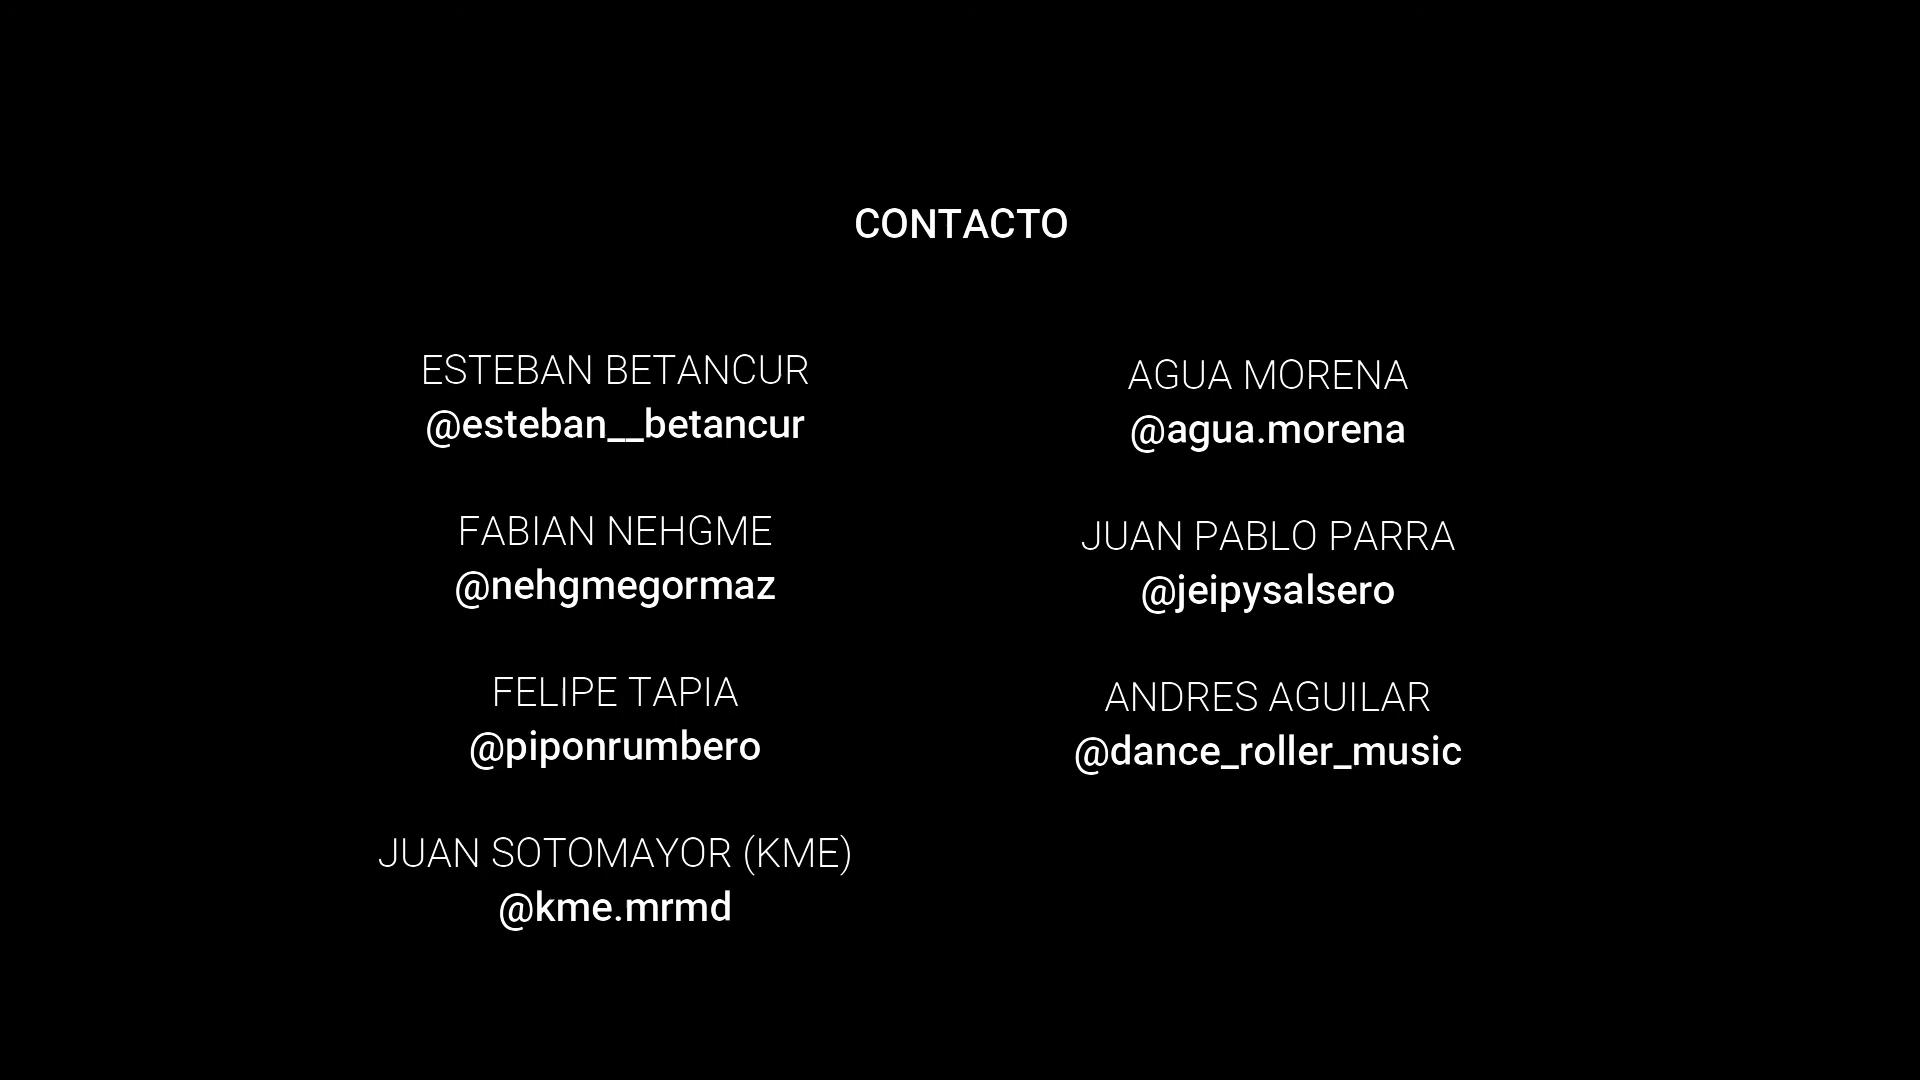 CONTACTO
ESTEBAN BETANCUR
@esteban__betancur
FABIAN NEHGME
@nehgmegormaz
FELIPE TAPIA
@piponrumbero
JUAN SOTOMAYOR (KME)
@kme.mrmd
AGUA MORENA
@agua.morena
JUAN PABLO PARRA
@jeipysalsero
ANDRES AGUILAR
@dance_roller_music